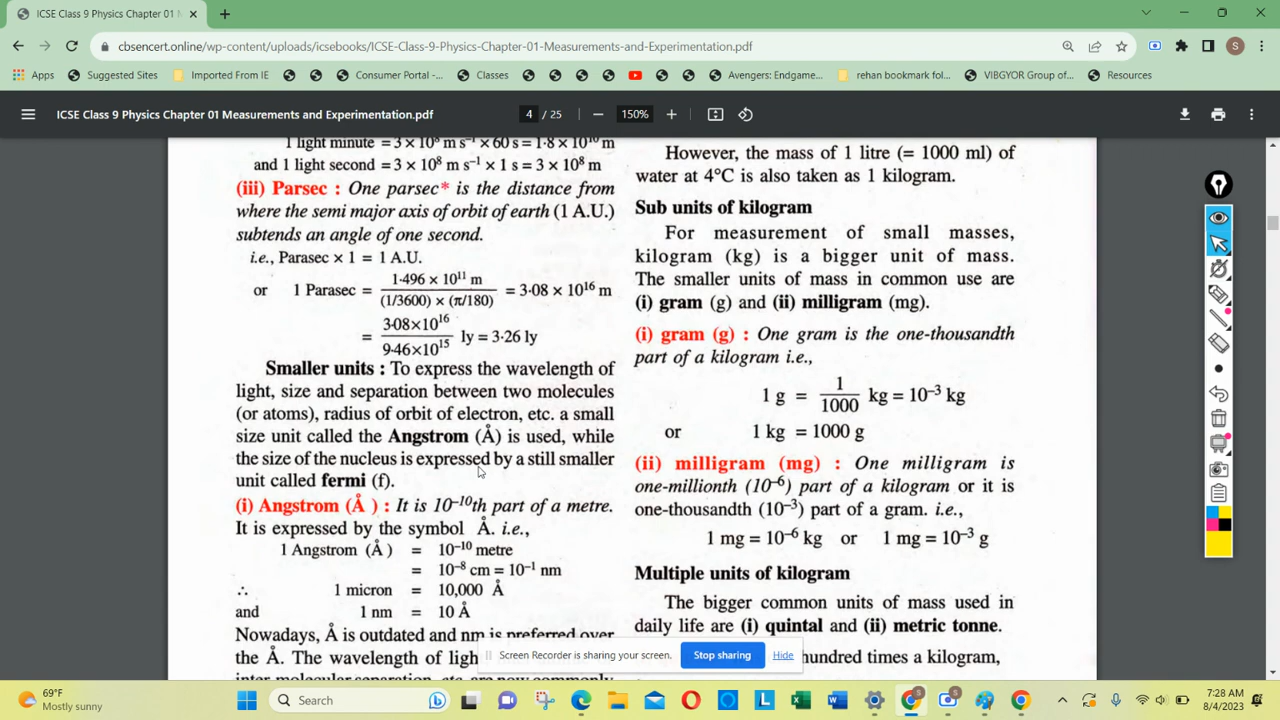 ICSE Class 9 Physics Chapter 01 M
cbsencert.online/wp-content/uploads/icsebooks/ICSE-Class-9-Physics-Chapter-01-Measurements-and-Experimentation.pdf
S
Apps
Suggested Sites
Imported From IE
Consumer Portal -...
Classes
Avengers: Endgame...
rehan bookmark fol...
VIBGYOR Group of...
Resources
ICSE Class 9 Physics Chapter 01 Measurements and Experimentation.pdf
4 / 25
150%
1 light minute = 3 × 10⁸ m s⁻¹ × 60 s = 1·8 × 10¹⁰ m
and 1 light second = 3 × 10⁸ m s⁻¹ × 1 s = 3 × 10⁸ m
(iii) Parsec : One parsec* is the distance from
where the semi major axis of orbit of earth (1 A.U.)
subtends an angle of one second.
i.e., Parasec × 1 = 1 A.U.
or 1 Parasec = 1·496 × 10¹¹ m / (1/3600) × (π/180) = 3·08 × 10¹⁶ m
= 3·08×10¹⁶ / 9·46×10¹⁵ ly = 3·26 ly
Smaller units : To express the wavelength of
light, size and separation between two molecules
(or atoms), radius of orbit of electron, etc. a small
size unit called the Angstrom (Å) is used, while
the size of the nucleus is expressed by a still smaller
unit called fermi (f).
(i) Angstrom (Å ) : It is 10⁻¹⁰th part of a metre.
It is expressed by the symbol Å. i.e.,
1 Angstrom (Å ) = 10⁻¹⁰ metre
= 10⁻⁸ cm = 10⁻¹ nm
∴ 1 micron = 10,000 Å
and 1 nm = 10 Å
Nowadays, Å is outdated and nm is preferred over
the Å. The wavelength of ligh
However, the mass of 1 litre (= 1000 ml) of
water at 4°C is also taken as 1 kilogram.
Sub units of kilogram
For measurement of small masses,
kilogram (kg) is a bigger unit of mass.
The smaller units of mass in common use are
(i) gram (g) and (ii) milligram (mg).
(i) gram (g) : One gram is the one-thousandth
part of a kilogram i.e.,
1 g = 1/1000 kg = 10⁻³ kg
or 1 kg = 1000 g
(ii) milligram (mg) : One milligram is
one-millionth (10⁻⁶) part of a kilogram or it is
one-thousandth (10⁻³) part of a gram. i.e.,
1 mg = 10⁻⁶ kg or 1 mg = 10⁻³ g
Multiple units of kilogram
The bigger common units of mass used in
daily life are (i) quintal and (ii) metric tonne.
hundred times a kilogram,
Screen Recorder is sharing your screen.
Stop sharing
Hide
69°F
Mostly sunny
Search
7:28 AM
8/4/2023